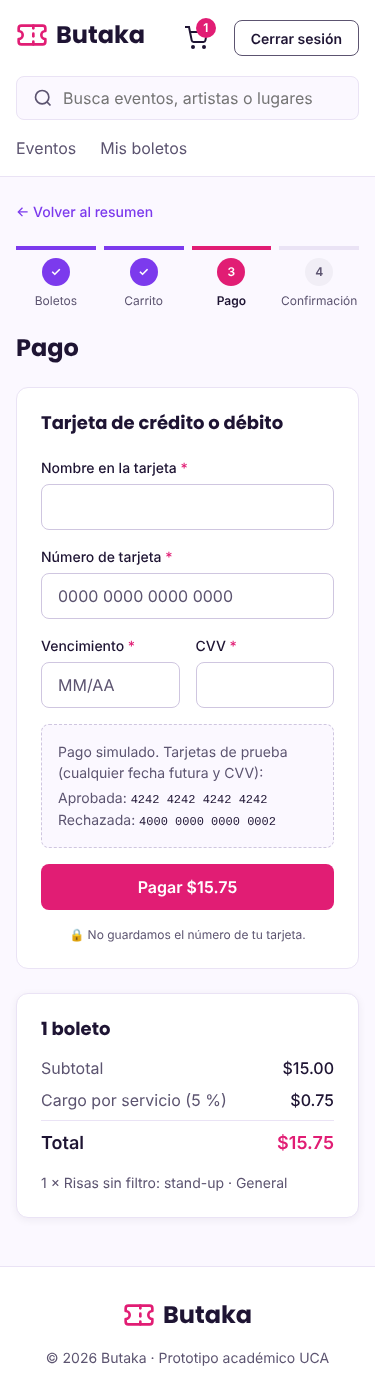 Butaka
1
Cerrar sesión
Busca eventos, artistas o lugares
Eventos
Mis boletos
← Volver al resumen
Boletos
Carrito
3
Pago
4
Confirmación
Pago
Tarjeta de crédito o débito
Nombre en la tarjeta *
Número de tarjeta *
0000 0000 0000 0000
Vencimiento *
CVV *
MM/AA
Pago simulado. Tarjetas de prueba
(cualquier fecha futura y CVV):
Aprobada: 4242 4242 4242 4242
Rechazada: 4000 0000 0000 0002
Pagar $15.75
🔒 No guardamos el número de tu tarjeta.
1 boleto
Subtotal $15.00
Cargo por servicio (5 %) $0.75
Total $15.75
1 × Risas sin filtro: stand-up · General
Butaka
© 2026 Butaka · Prototipo académico UCA